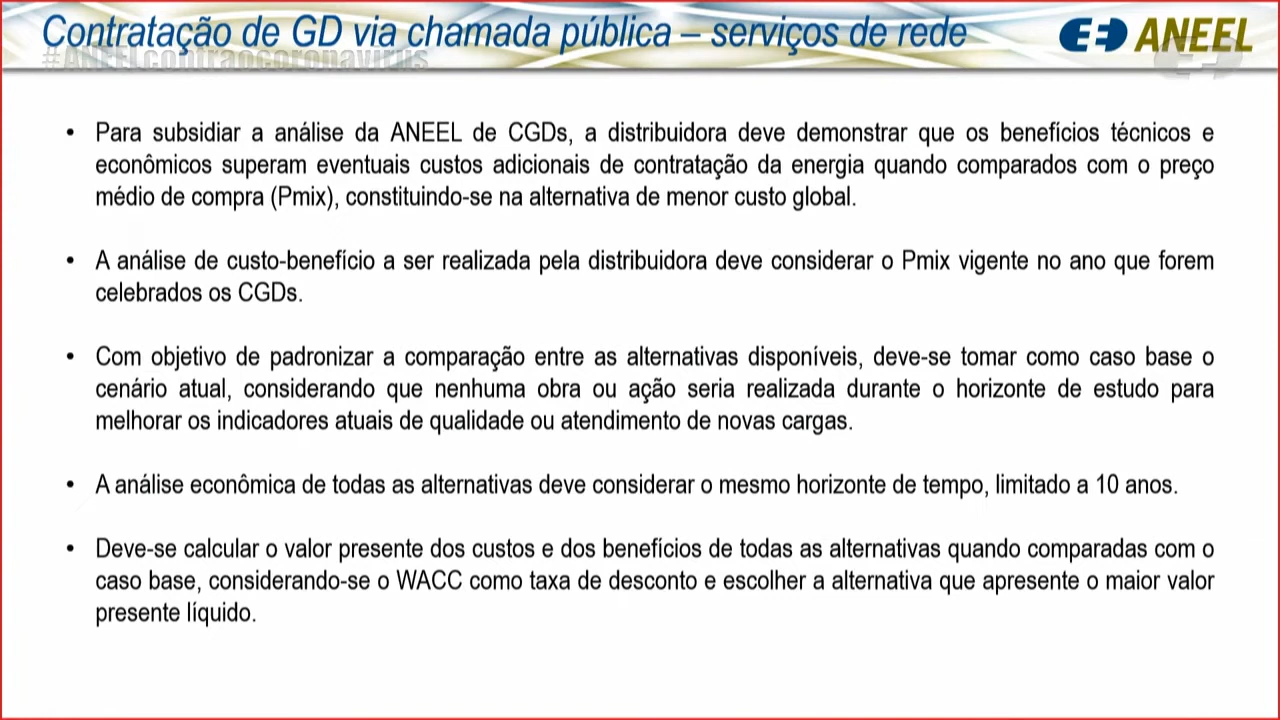 Contratação de GD via chamada pública – serviços de rede
ANEEL
#ANEELcontraocoronavirus
• Para subsidiar a análise da ANEEL de CGDs, a distribuidora deve demonstrar que os benefícios técnicos e
econômicos superam eventuais custos adicionais de contratação da energia quando comparados com o preço
médio de compra (Pmix), constituindo-se na alternativa de menor custo global.
• A análise de custo-benefício a ser realizada pela distribuidora deve considerar o Pmix vigente no ano que forem
celebrados os CGDs.
• Com objetivo de padronizar a comparação entre as alternativas disponíveis, deve-se tomar como caso base o
cenário atual, considerando que nenhuma obra ou ação seria realizada durante o horizonte de estudo para
melhorar os indicadores atuais de qualidade ou atendimento de novas cargas.
• A análise econômica de todas as alternativas deve considerar o mesmo horizonte de tempo, limitado a 10 anos.
• Deve-se calcular o valor presente dos custos e dos benefícios de todas as alternativas quando comparadas com o
caso base, considerando-se o WACC como taxa de desconto e escolher a alternativa que apresente o maior valor
presente líquido.